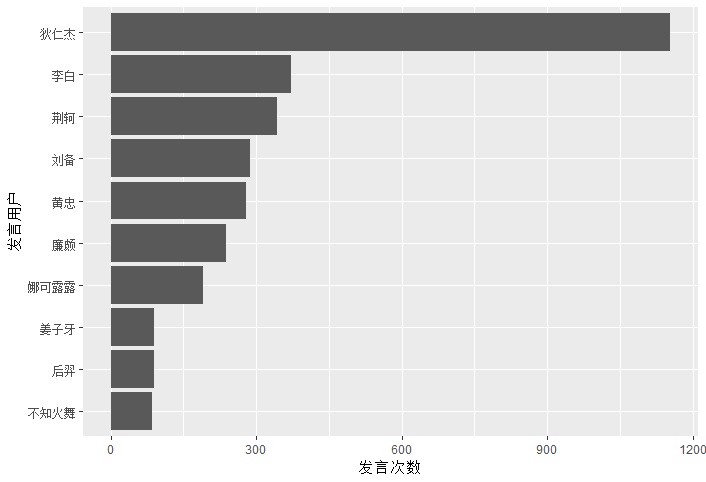 狄仁杰
李白
荆轲
刘备
黄忠
廉颇
娜可露露
姜子牙
后羿
不知火舞
发言用户
0 300 600 900 1200
发言次数